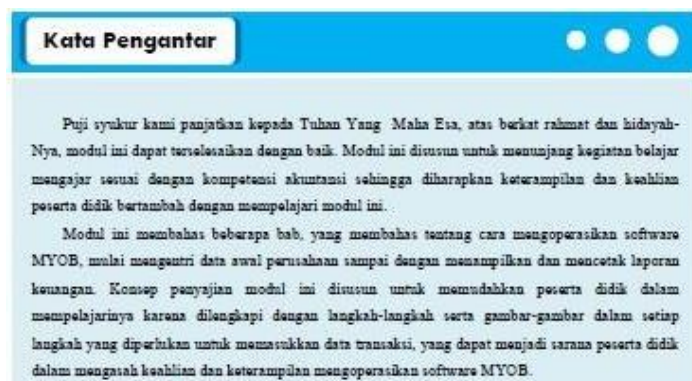 Kata Pengantar
Puji syukur kami panjatkan kepada Tuhan Yang Maha Esa, atas berkat rahmat dan hidayah-
Nya, modul ini dapat terselesaikan dengan baik. Modul ini disusun untuk menunjang kegiatan belajar
mengajar sesuai dengan kompetensi akuntansi sehingga diharapkan keterampilan dan keahlian
peserta didik bertambah dengan mempelajari modul ini.
Modul ini membahas beberapa bab, yang membahas tentang cara mengoperasikan software
MYOB, mulai mengentri data awal perusahaan sampai dengan menampilkan dan mencetak laporan
keuangan. Konsep penyajian modul ini disusun untuk memudahkan peserta didik dalam
mempelajarinya karena dilengkapi dengan langkah-langkah serta gambar-gambar dalam setiap
langkah yang diperlukan untuk memasukkan data transaksi, yang dapat menjadi sarana peserta didik
dalam mengasah keahlian dan keterampilan mengoperasikan software MYOB.